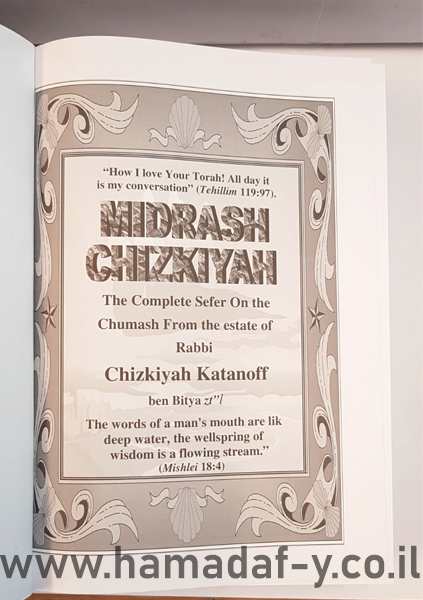 “How I love Your Torah! All day it
is my conversation” (Tehillim 119:97).
MIDRASH
CHIZKIYAH
The Complete Sefer On the
Chumash From the estate of
Rabbi
Chizkiyah Katanoff
ben Bitya zt”l
The words of a man's mouth are lik
deep water, the wellspring of
wisdom is a flowing stream.”
(Mishlei 18:4)
www.hamadaf-y.co.il